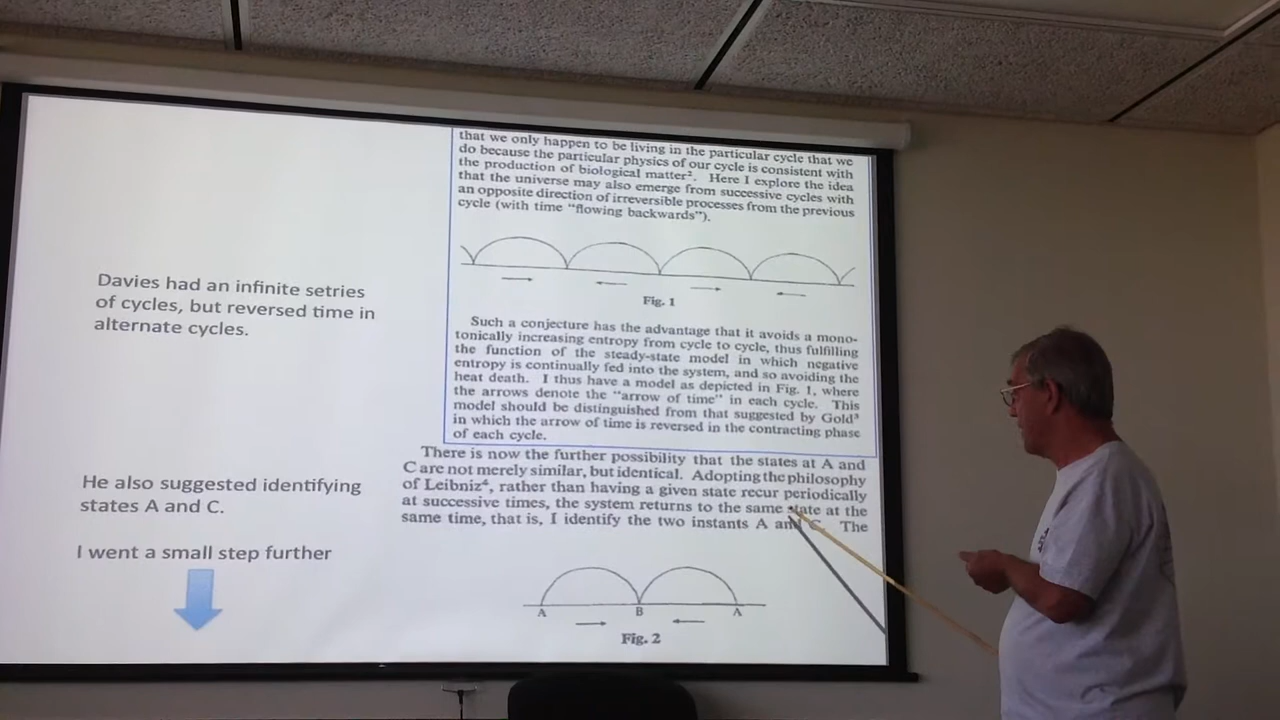 Davies had an infinite setries
of cycles, but reversed time in
alternate cycles.
He also suggested identifying
states A and C.
I went a small step further
that we only happen to be living in the particular cycle that we
do because the particular physics of our cycle is consistent with
the production of biological matter². Here I explore the idea
that the universe may also emerge from successive cycles with
an opposite direction of irreversible processes from the previous
cycle (with time “flowing backwards”).
Fig. 1
Such a conjecture has the advantage that it avoids a mono-
tonically increasing entropy from cycle to cycle, thus fulfilling
the function of the steady-state model in which negative
entropy is continually fed into the system, and so avoiding the
heat death. I thus have a model as depicted in Fig. 1, where
the arrows denote the “arrow of time” in each cycle. This
model should be distinguished from that suggested by Gold³
in which the arrow of time is reversed in the contracting phase
of each cycle.
There is now the further possibility that the states at A and
C are not merely similar, but identical. Adopting the philosophy
of Leibniz⁴, rather than having a given state recur periodically
at successive times, the system returns to the same state at the
same time, that is, I identify the two instants A and C. The
A B A
Fig. 2